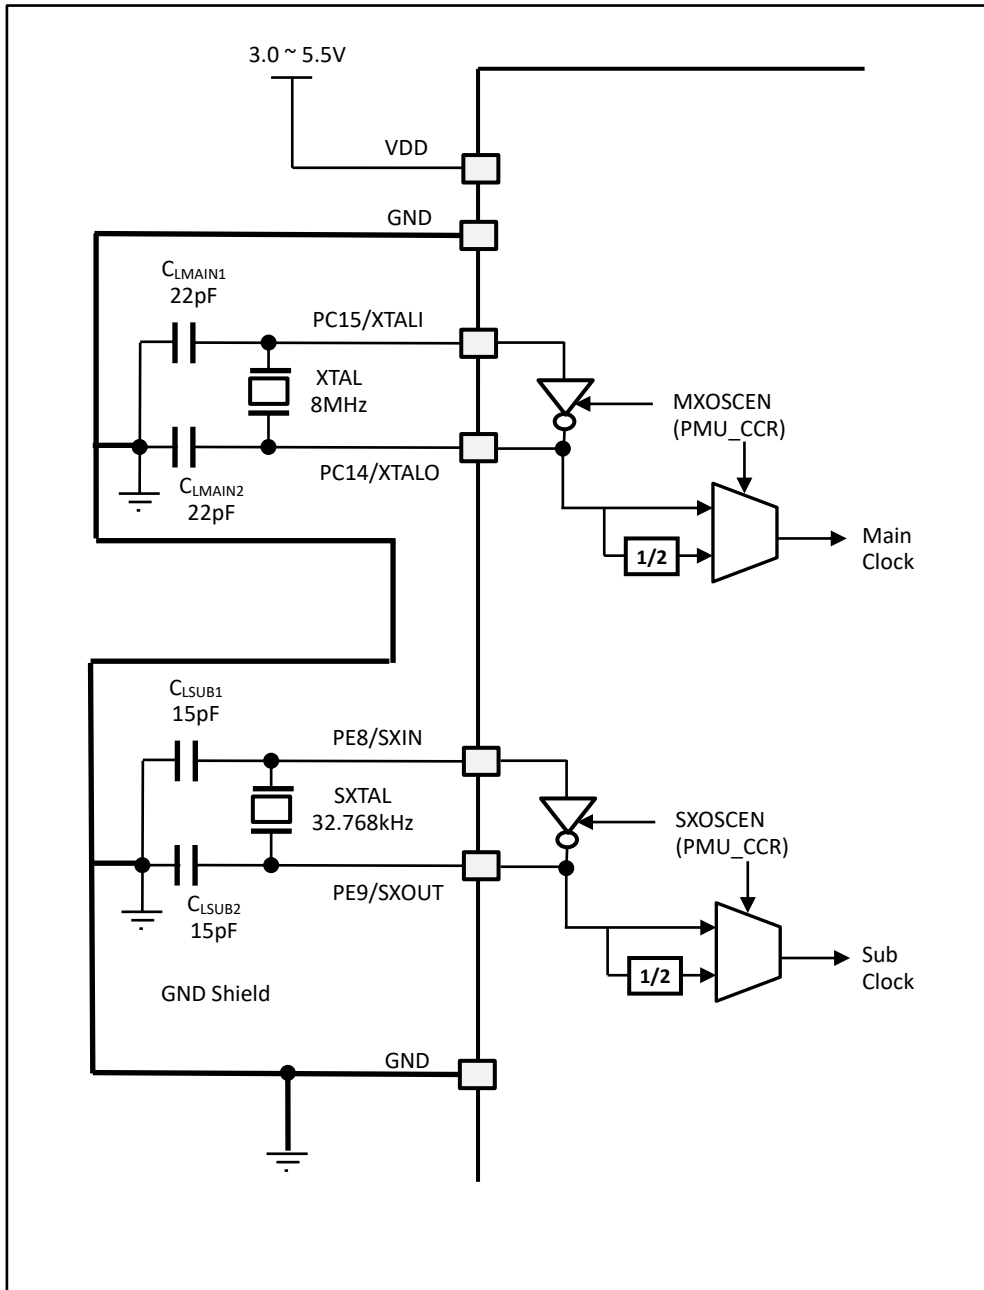 3.0 ~ 5.5V
VDD
GND
CLMAIN1
22pF
PC15/XTALI
XTAL
8MHz
MXOSCEN
(PMU_CCR)
PC14/XTALO
CLMAIN2
22pF
1/2
Main
Clock
CLSUB1
15pF
PE8/SXIN
SXTAL
32.768kHz
SXOSCEN
(PMU_CCR)
PE9/SXOUT
CLSUB2
15pF
1/2
Sub
Clock
GND Shield
GND